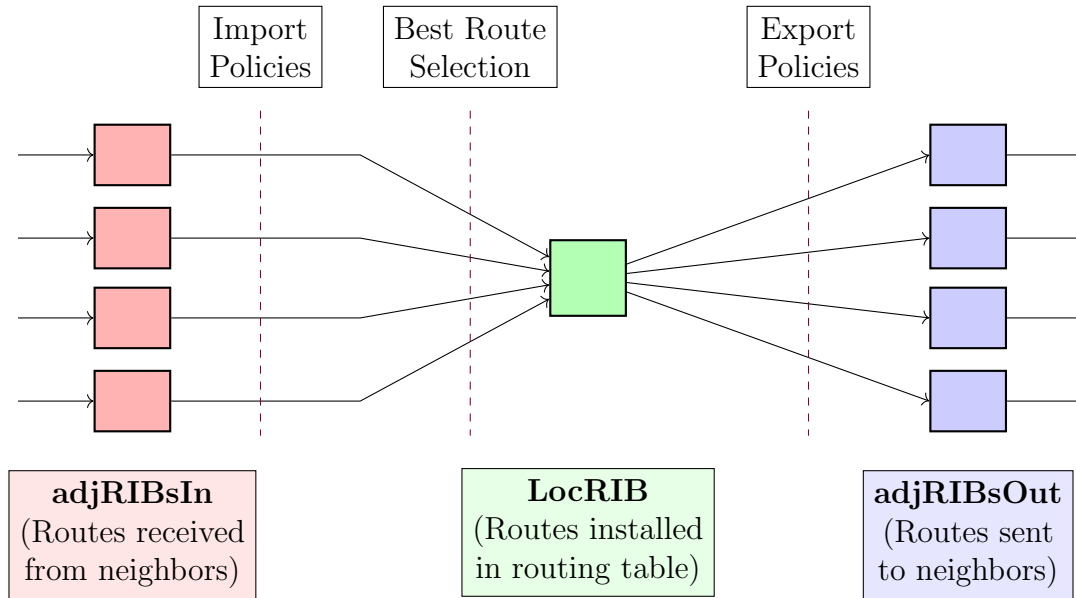 Import
Policies
Best Route
Selection
Export
Policies
adjRIBsIn
(Routes received
from neighbors)
LocRIB
(Routes installed
in routing table)
adjRIBsOut
(Routes sent
to neighbors)